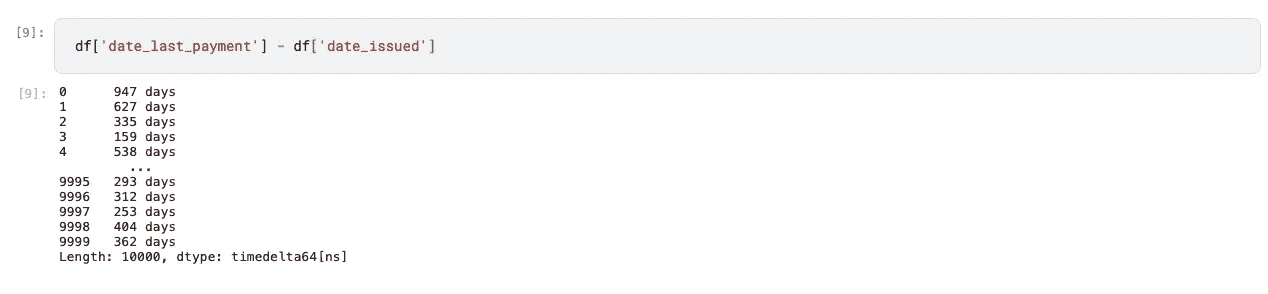 [9]:
df['date_last_payment'] - df['date_issued']
[9]:
0      947 days
1      627 days
2      335 days
3      159 days
4      538 days
...
9995   293 days
9996   312 days
9997   253 days
9998   404 days
9999   362 days
Length: 10000, dtype: timedelta64[ns]